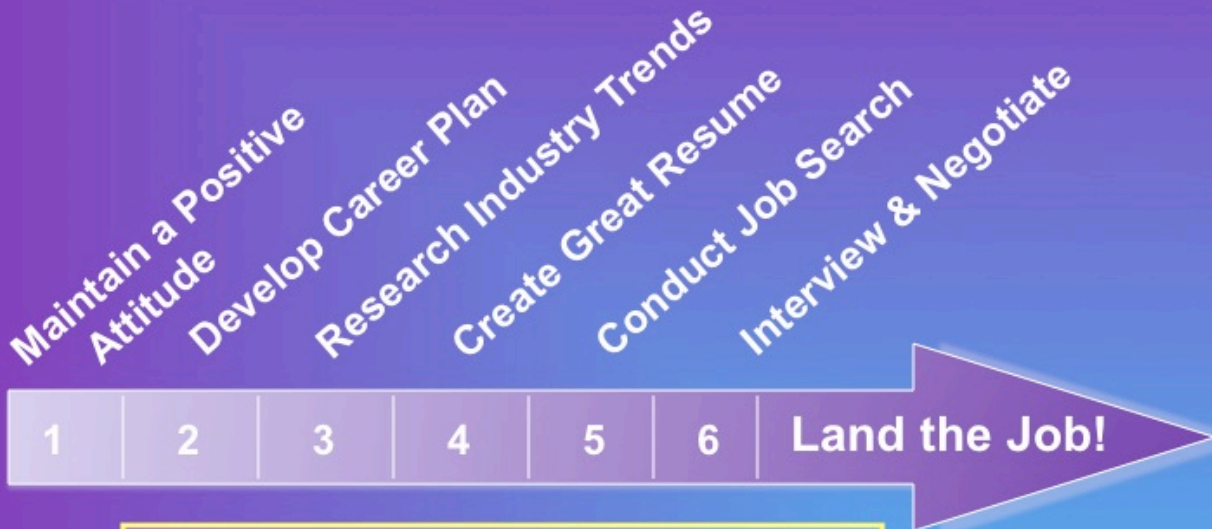 Maintain a Positive
Attitude
Develop Career Plan
Research Industry Trends
Create Great Resume
Conduct Job Search
Interview & Negotiate
1 2 3 4 5 6 Land the Job!